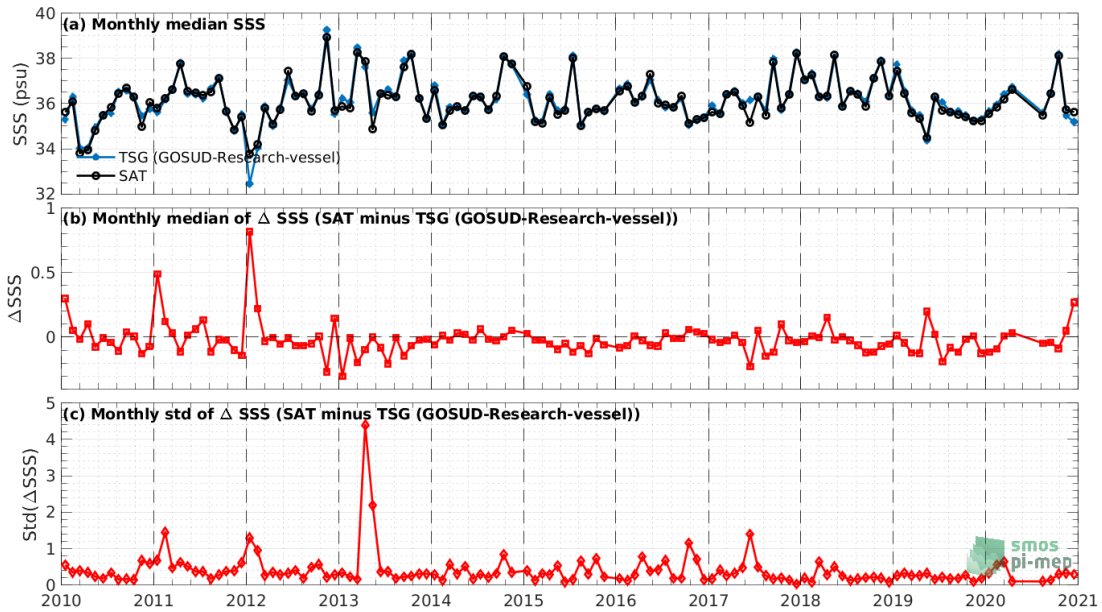 (a) Monthly median SSS
40
38
36
34
32
SSS (psu)
TSG (GOSUD-Research-vessel)
SAT
(b) Monthly median of Δ SSS (SAT minus TSG (GOSUD-Research-vessel))
1
0.5
0
ΔSSS
(c) Monthly std of Δ SSS (SAT minus TSG (GOSUD-Research-vessel))
5
4
3
2
1
0
Std(ΔSSS)
smos
pi-mep
2010 2011 2012 2013 2014 2015 2016 2017 2018 2019 2020 2021